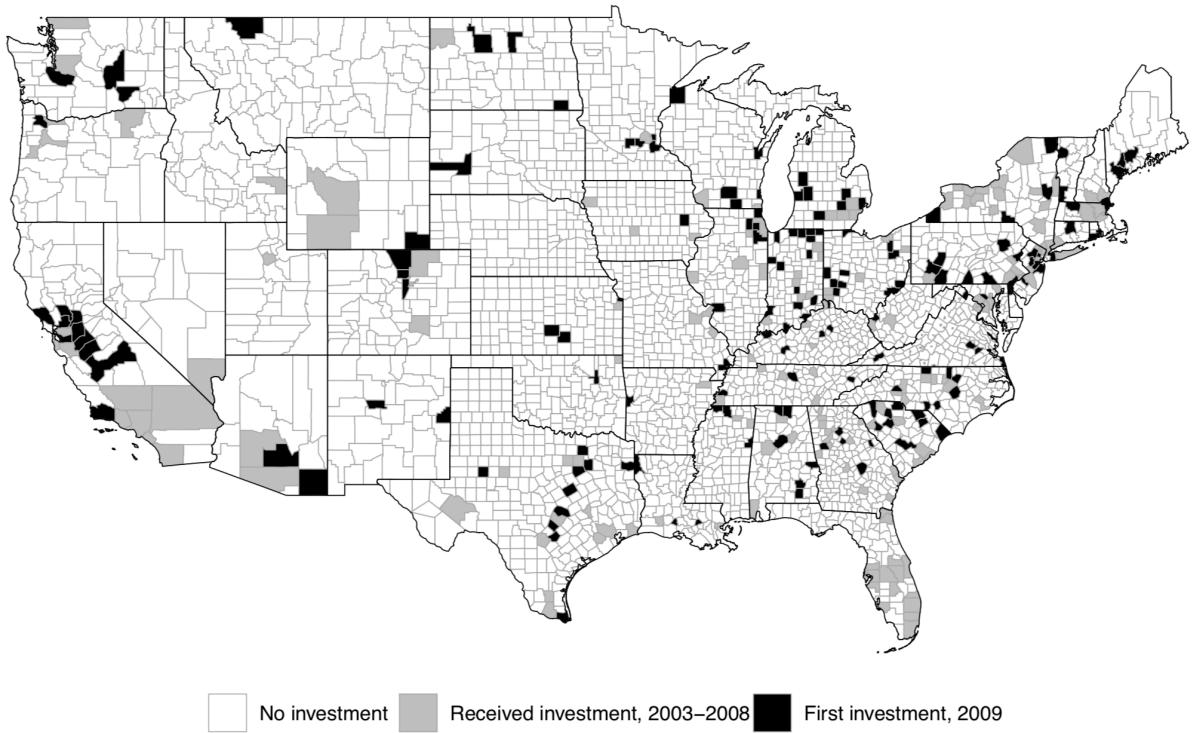 No investment Received investment, 2003−2008 First investment, 2009